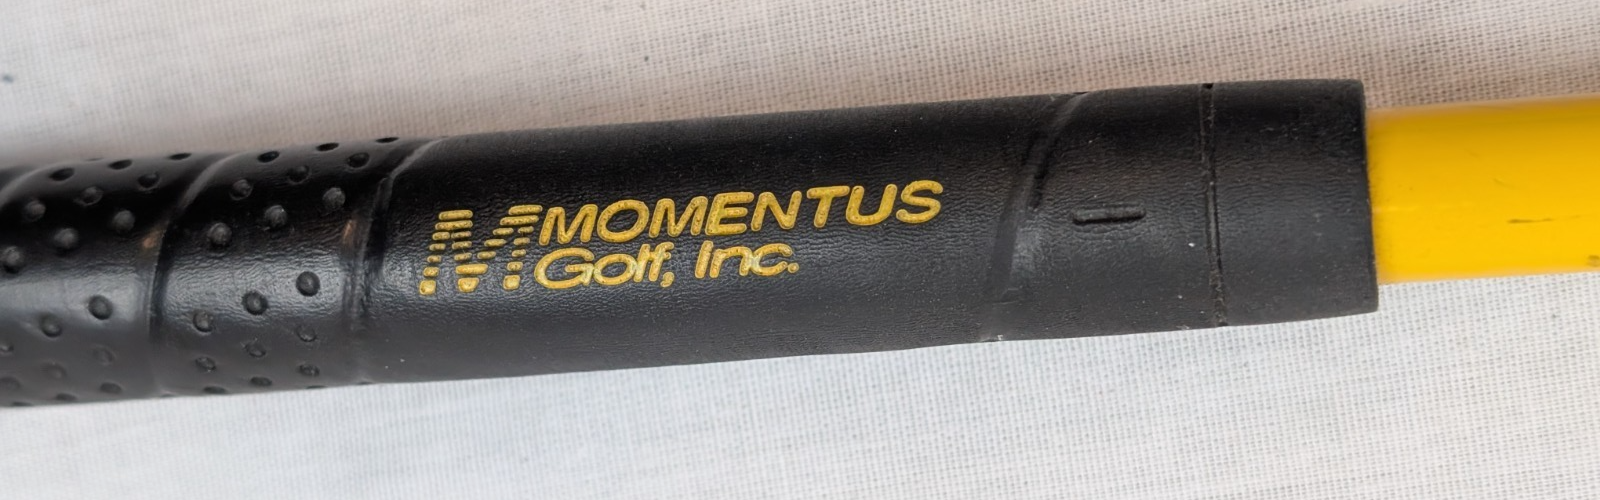 MOMENTUS
Golf, Inc.